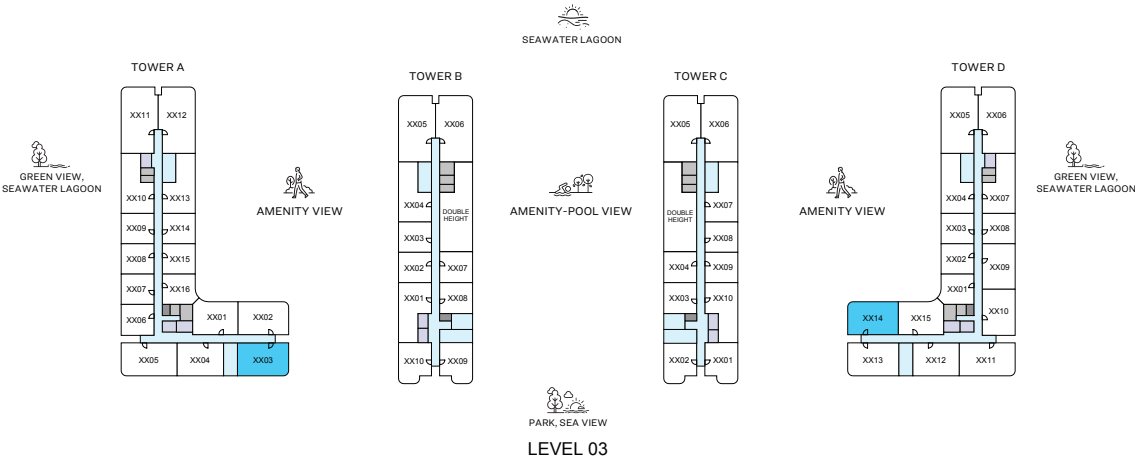 SEAWATER LAGOON
TOWER A
TOWER B
TOWER C
TOWER D
XX11 XX12
XX10 XX13
XX09 XX14
XX08 XX15
XX07 XX16
XX06 XX01 XX02
XX05 XX04 XX03
XX05 XX06
XX04 DOUBLE
HEIGHT
XX03
XX02 XX07
XX01 XX08
XX10 XX09
XX05 XX06
XX07
DOUBLE
HEIGHT
XX08
XX04 XX09
XX03 XX10
XX02 XX01
XX05 XX06
XX04 XX07
XX03 XX08
XX02 XX09
XX01
XX14 XX15 XX10
XX13 XX12 XX11
GREEN VIEW,
SEAWATER LAGOON
AMENITY VIEW
AMENITY-POOL VIEW
AMENITY VIEW
GREEN VIEW,
SEAWATER LAGOON
PARK, SEA VIEW
LEVEL 03